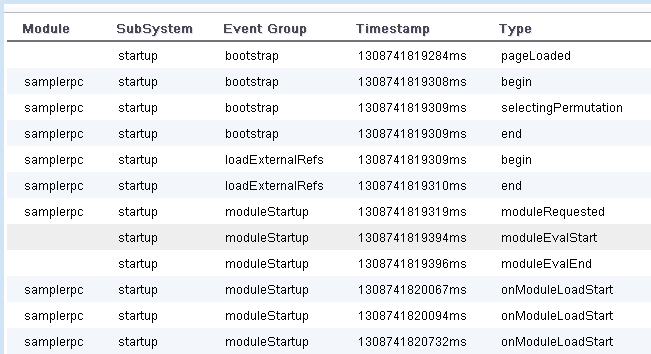 Module SubSystem Event Group Timestamp Type
startup bootstrap 1308741819284ms pageLoaded
samplerpc startup bootstrap 1308741819308ms begin
samplerpc startup bootstrap 1308741819309ms selectingPermutation
samplerpc startup bootstrap 1308741819309ms end
samplerpc startup loadExternalRefs 1308741819309ms begin
samplerpc startup loadExternalRefs 1308741819310ms end
samplerpc startup moduleStartup 1308741819319ms moduleRequested
startup moduleStartup 1308741819394ms moduleEvalStart
startup moduleStartup 1308741819396ms moduleEvalEnd
samplerpc startup moduleStartup 1308741820067ms onModuleLoadStart
samplerpc startup moduleStartup 1308741820094ms onModuleLoadStart
samplerpc startup moduleStartup 1308741820732ms onModuleLoadStart